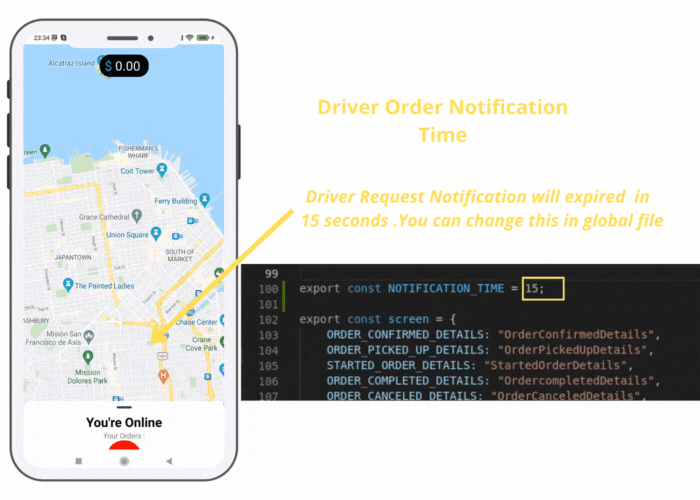 23:34
Alcatraz Island
$ 0.00
Driver Order Notification
Time
reen
FISHERMAN'S
WHARF
Coit Tower
Driver Request Notification will expired  in
15 seconds .You can change this in global file
Ferry Building
Grace Cathedral
Union Square
JAPANTOWN
SOUTH OF
MARKET
The Painted Ladies
99
100 export const NOTIFICATION_TIME = 15;
101
102 export const screen = {
103 ORDER_CONFIRMED_DETAILS: "OrderConfirmedDetails",
104 ORDER_PICKED_UP_DETAILS: "OrderPickedUpDetails",
105 STARTED_ORDER_DETAILS: "StartedOrderDetails",
106 ORDER_COMPLETED_DETAILS: "OrdercompletedDetails",
107 ORDER_CANCELED_DETAILS: "OrderCanceledDetails",
ASHBURY
Chase Center
Mision San
Francisco de Asis
Crane
Cove Park
101
Mission
Dolores Park
H
You're Online
Your Orders :